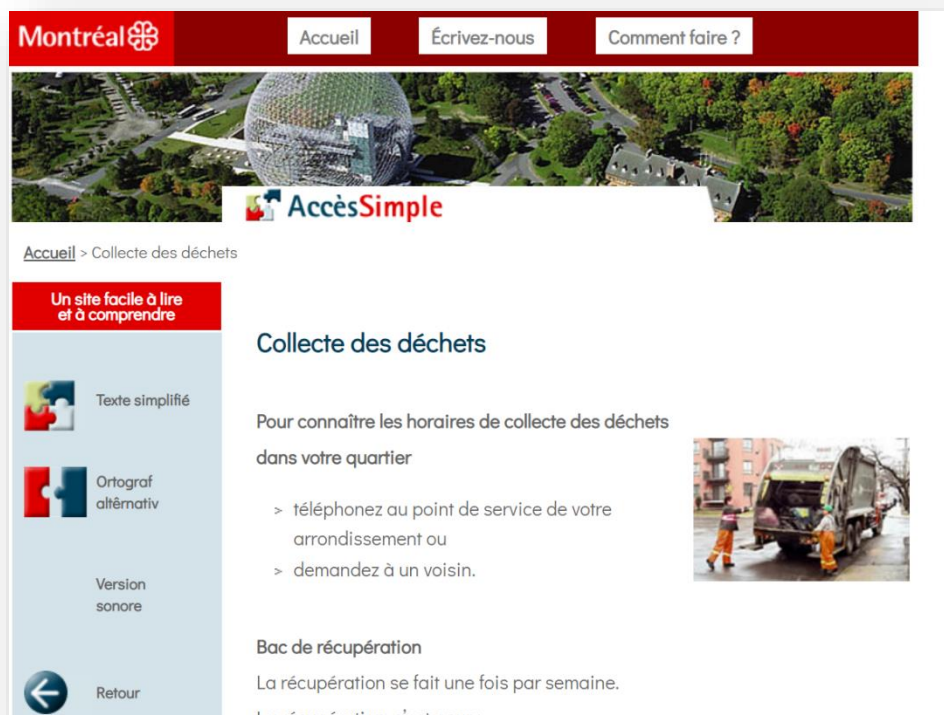 Montréal
Accueil
Écrivez-nous
Comment faire ?
AccèsSimple
Accueil > Collecte des déchets
Un site facile à lire
et à comprendre
Texte simplifié
Ortograf
altêrnativ
Version
sonore
Retour
Collecte des déchets
Pour connaître les horaires de collecte des déchets
dans votre quartier
> téléphonez au point de service de votre
arrondissement ou
> demandez à un voisin.
Bac de récupération
La récupération se fait une fois par semaine.